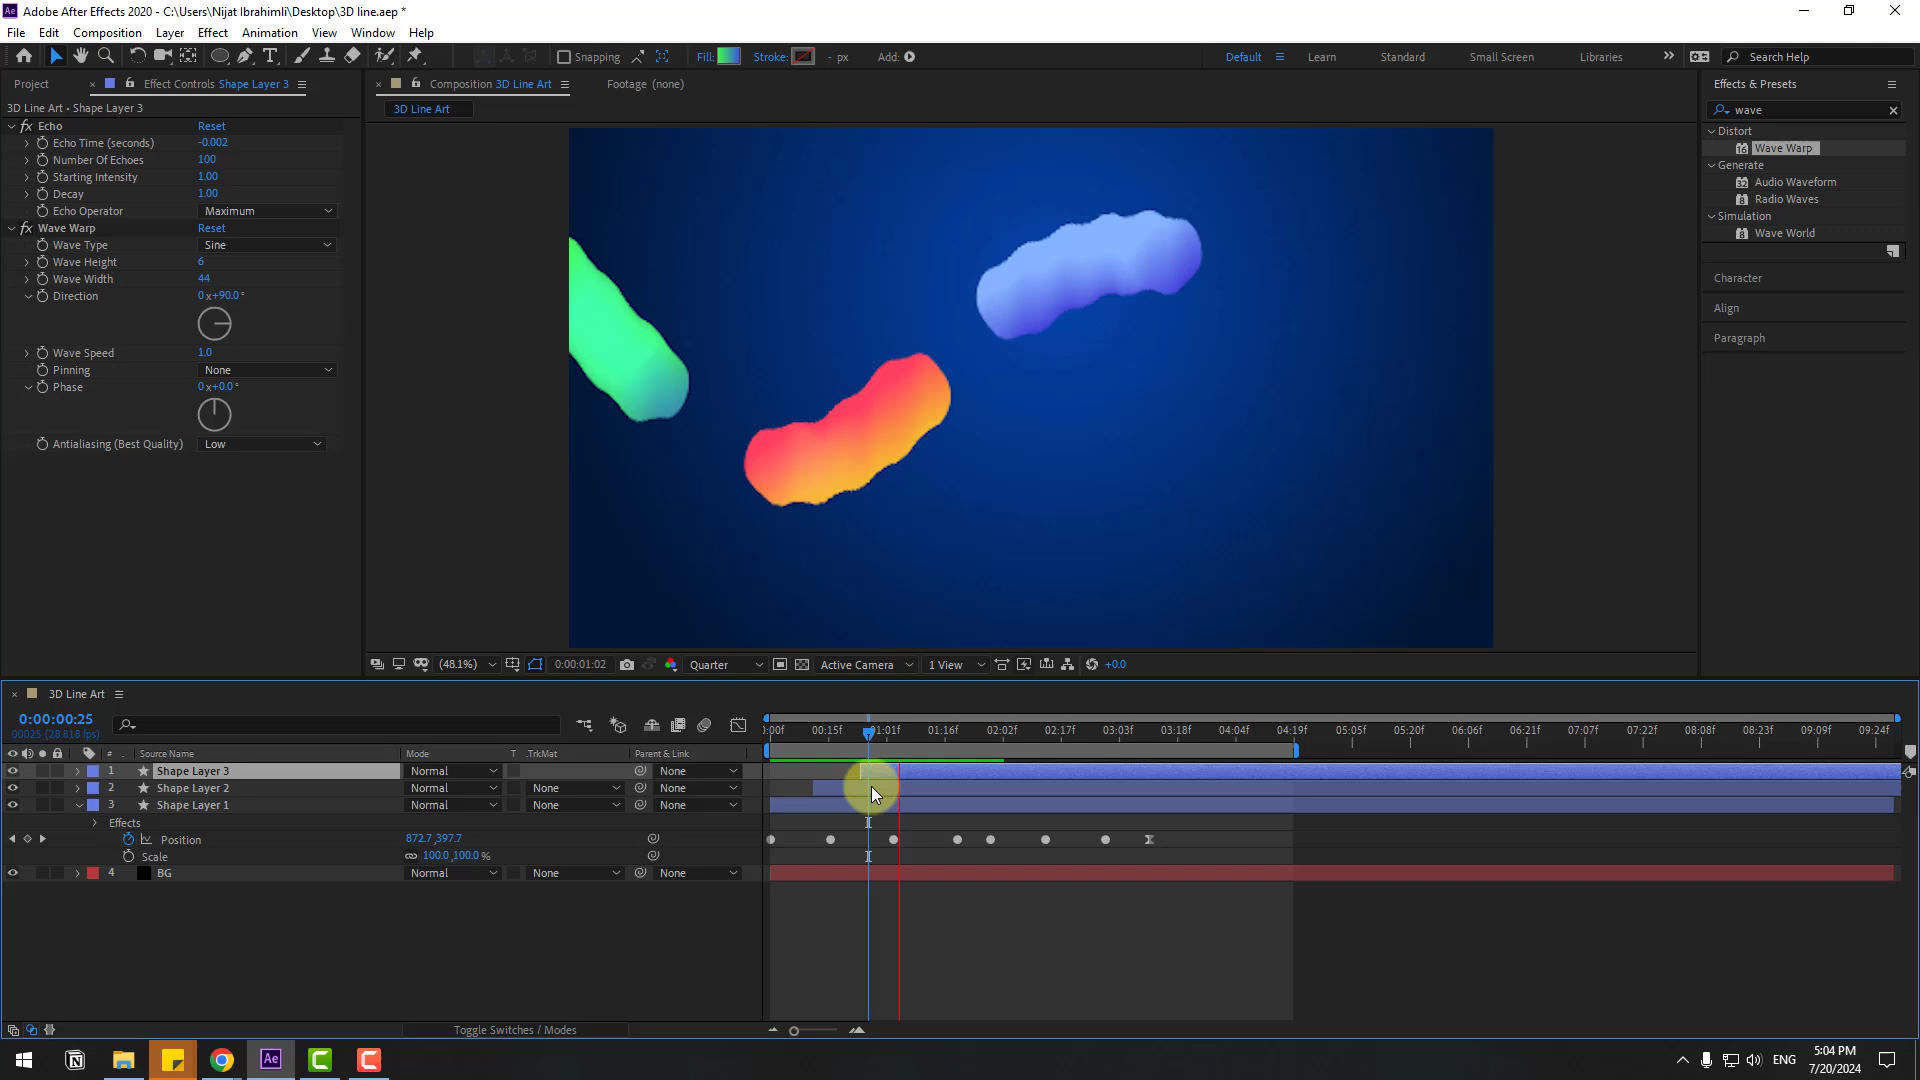 Adobe After Effects 2020 - C:\Users\Nijat Ibrahimli\Desktop\3D line.aep *
File Edit Composition Layer Effect Animation View Window Help
Snapping Fill: Stroke: - px Add: Default Learn Standard Small Screen Libraries Search Help
Project Effect Controls Shape Layer 3
3D Line Art • Shape Layer 3
fx Echo Reset
Echo Time (seconds) -0.002
Number Of Echoes 100
Starting Intensity 1.00
Decay 1.00
Echo Operator Maximum
fx Wave Warp Reset
Wave Type Sine
Wave Height 6
Wave Width 44
Direction 0 x+90.0°
Wave Speed 1.0
Pinning None
Phase 0 x+0.0°
Antialiasing (Best Quality) Low
Composition 3D Line Art Footage (none)
3D Line Art
(48.1%) 0:00:01:02 Quarter Active Camera 1 View +0.0
Effects & Presets
wave
Distort
Wave Warp
Generate
Audio Waveform
Radio Waves
Simulation
Wave World
Character
Align
Paragraph
3D Line Art
0:00:00:25
00025 (28.818 fps)
):00f 00:15f 01:01f 01:16f 02:02f 02:17f 03:03f 03:18f 04:04f 04:19f 05:05f 05:20f 06:06f 06:21f 07:07f 07:22f 08:08f 08:23f 09:09f 09:24f
# Source Name Mode T .TrkMat Parent & Link
1 Shape Layer 3 Normal None
2 Shape Layer 2 Normal None None
3 Shape Layer 1 Normal None None
Effects
Position 872.7,397.7
Scale 100.0,100.0 %
4 BG Normal None None
Toggle Switches / Modes
Ae ENG 5:04 PM
7/20/2024